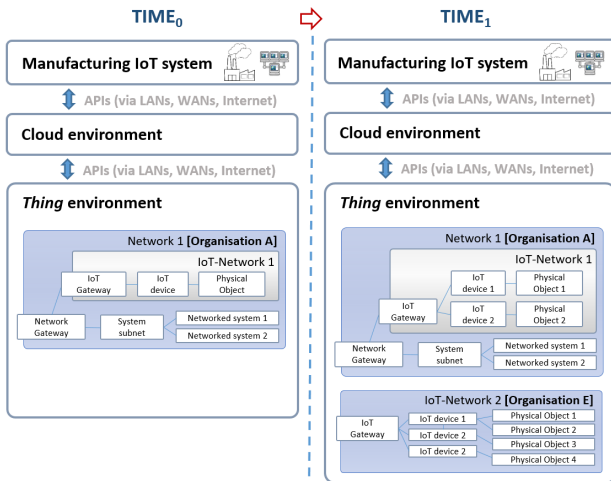 TIME0
Manufacturing IoT system
APIs (via LANs, WANs, Internet)
Cloud environment
APIs (via LANs, WANs, Internet)
Thing environment
Network 1 [Organisation A]
IoT-Network 1
IoT
Gateway
IoT
device
Physical
Object
Network
Gateway
System
subnet
Networked system 1
Networked system 2
TIME1
Manufacturing IoT system
APIs (via LANs, WANs, Internet)
Cloud environment
APIs (via LANs, WANs, Internet)
Thing environment
Network 1 [Organisation A]
IoT-Network 1
IoT
Gateway
IoT
device 1
Physical
Object 1
IoT
device 2
Physical
Object 2
Network
Gateway
System
subnet
Networked system 1
Networked system 2
IoT-Network 2 [Organisation E]
IoT
Gateway
IoT device 1
IoT device 2
IoT device 2
Physical Object 1
Physical Object 2
Physical Object 3
Physical Object 4